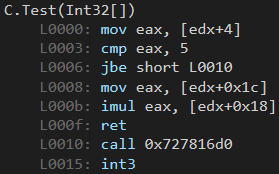 C.Test(Int32[])
L0000: mov eax, [edx+4]
L0003: cmp eax, 5
L0006: jbe short L0010
L0008: mov eax, [edx+0x1c]
L000b: imul eax, [edx+0x18]
L000f: ret
L0010: call 0x727816d0
L0015: int3